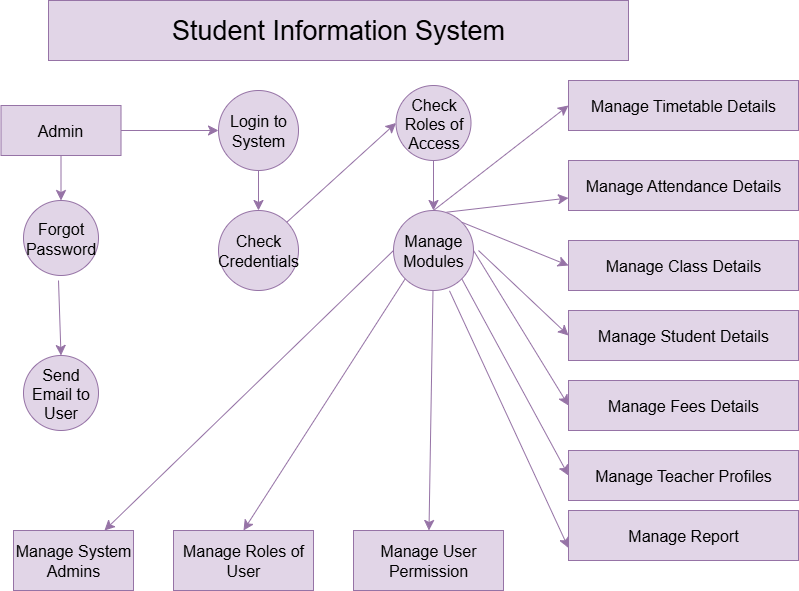 Student Information System
Admin
Login to
System
Check
Roles of
Access
Manage Timetable Details
Manage Attendance Details
Forgot
Password
Check
Credentials
Manage
Modules
Manage Class Details
Manage Student Details
Send
Email to
User
Manage Fees Details
Manage Teacher Profiles
Manage Report
Manage System
Admins
Manage Roles of
User
Manage User
Permission